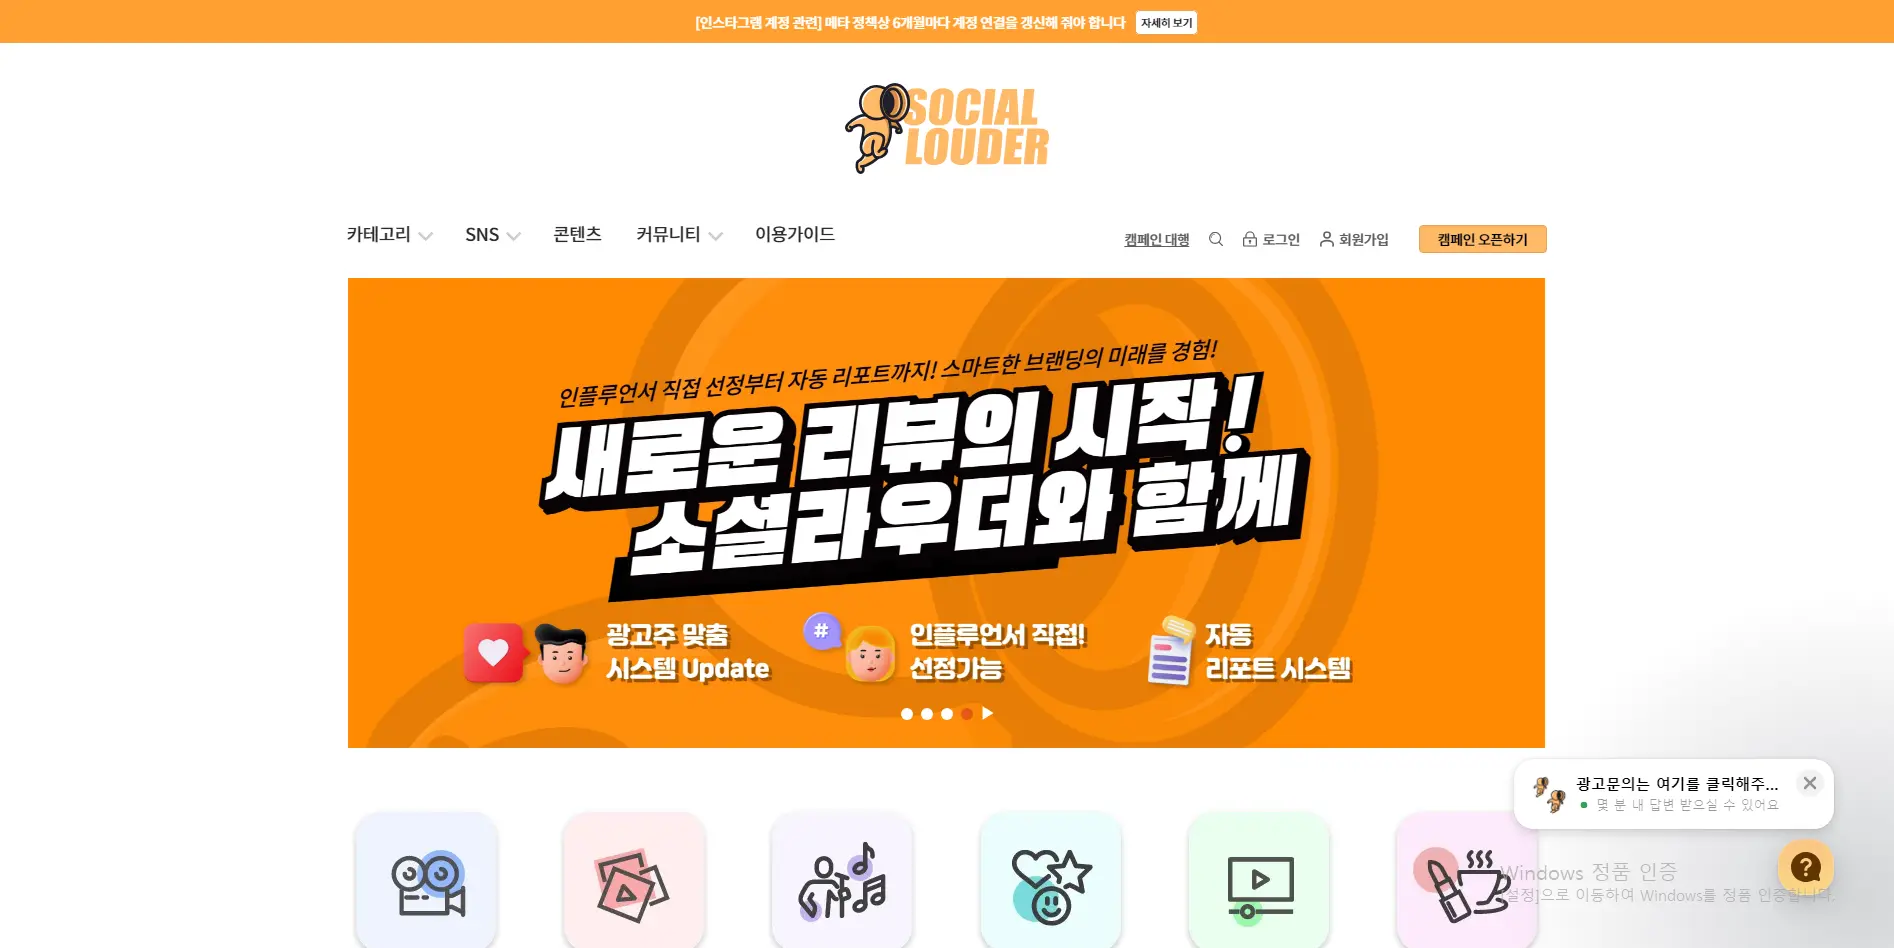 [인스타그램 계정 관련] 메타 정책상 6개월마다 계정 연결을 갱신해 줘야 합니다 자세히 보기
SOCIAL
LOUDER
카테고리 SNS 콘텐츠 커뮤니티 이용가이드 캠페인 대행 로그인 회원가입 캠페인 오픈하기
인플루언서 직접 선정부터 자동 리포트까지! 스마트한 브랜딩의 미래를 경험!
새로운 리뷰의 시작!
소셜라우더와 함께
광고주 맞춤
시스템 Update
#
인플루언서 직접!
선정가능
자동
리포트 시스템
광고문의는 여기를 클릭해주...
몇 분 내 답변 받으실 수 있어요
?
Windows 정품 인증
[설정]으로 이동하여 Windows를 정품 인증합니다.